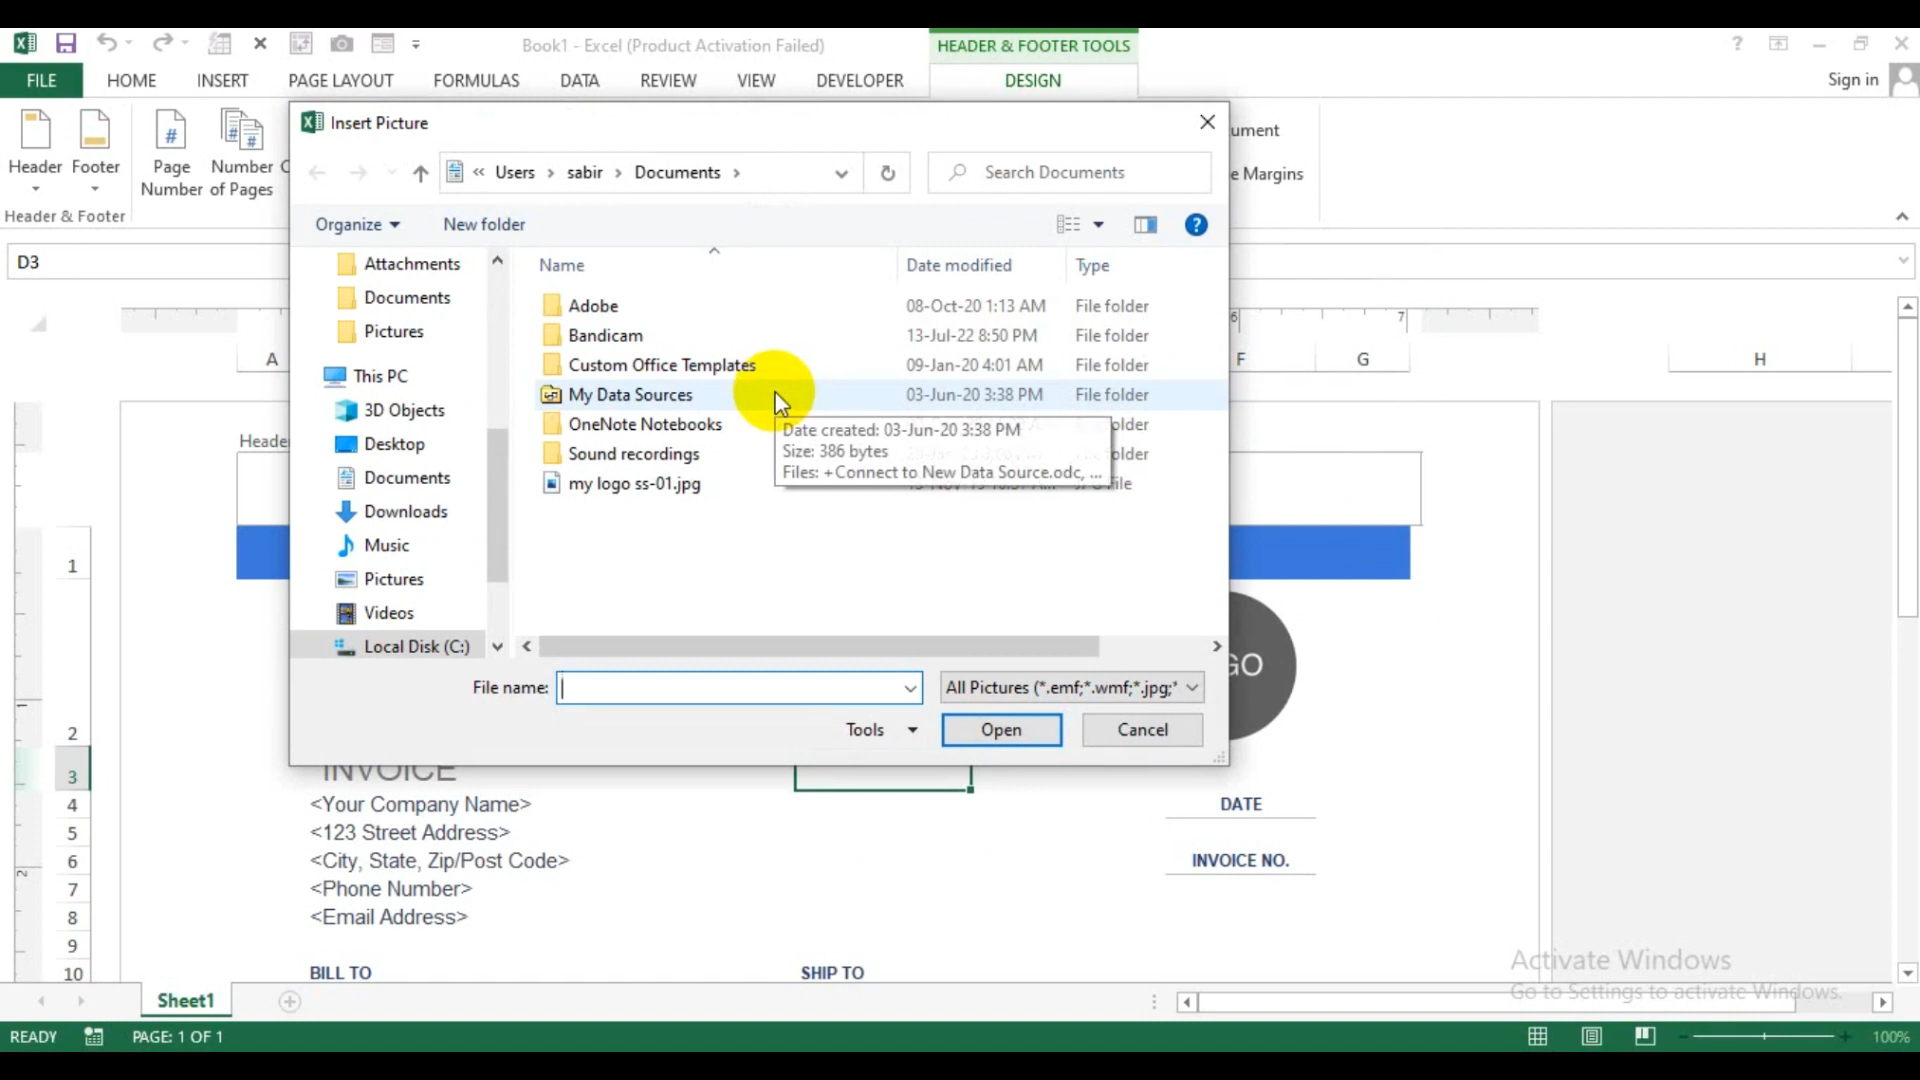 Book1 - Excel (Product Activation Failed)
HEADER & FOOTER TOOLS
?
FILE HOME INSERT PAGE LAYOUT FORMULAS DATA REVIEW VIEW DEVELOPER DESIGN
Sign in
Header Footer
Page Number
Number of Pages
Header & Footer
D3
Insert Picture
« Users › sabir › Documents ›
Search Documents
Organize New folder
Attachments
Documents
Pictures
This PC
3D Objects
Desktop
Documents
Downloads
Music
Pictures
Videos
Local Disk (C:)
Name Date modified Type
Adobe 08-Oct-20 1:13 AM File folder
Bandicam 13-Jul-22 8:50 PM File folder
Custom Office Templates 09-Jan-20 4:01 AM File folder
My Data Sources 03-Jun-20 3:38 PM File folder
OneNote Notebooks
Sound recordings
my logo ss-01.jpg
Date created: 03-Jun-20 3:38 PM
Size: 386 bytes
Files: +Connect to New Data Source.odc, ...
File name:
All Pictures (*.emf;*.wmf;*.jpg;*
Tools Open Cancel
Margins
6 7
A F G H
1
2
3
4
5
6
7
8
9
10
INVOICE
<Your Company Name>
<123 Street Address>
<City, State, Zip/Post Code>
<Phone Number>
<Email Address>
DATE
INVOICE NO.
BILL TO SHIP TO
Activate Windows
Go to Settings to activate Windows.
Sheet1
READY PAGE: 1 OF 1
100%